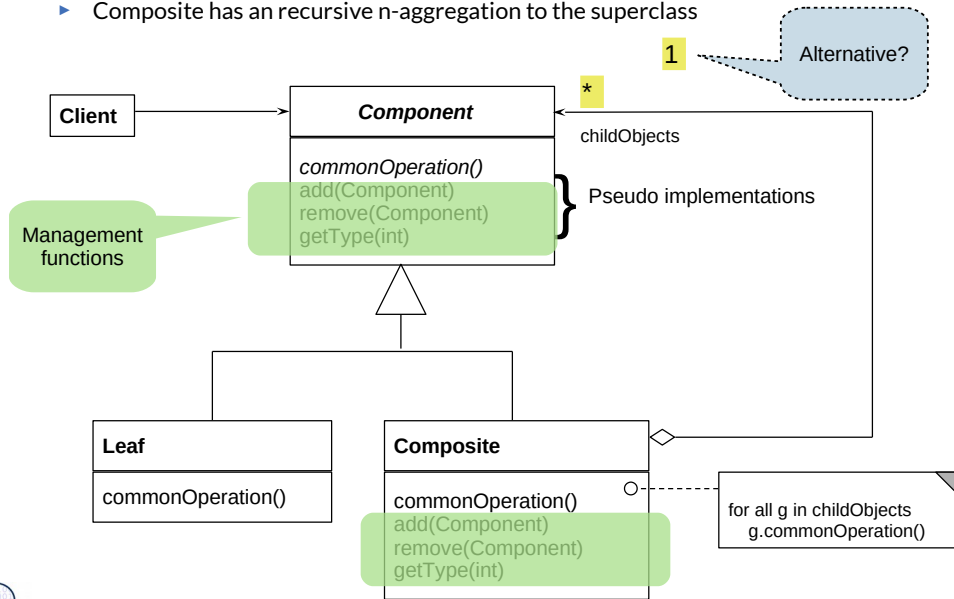 Composite has an recursive n-aggregation to the superclass
1
Alternative?
*
Client
Component
childObjects
commonOperation()
add(Component)
remove(Component)
getType(int)
}
Pseudo implementations
Management
functions
Leaf
commonOperation()
Composite
commonOperation()
add(Component)
remove(Component)
getType(int)
for all g in childObjects
g.commonOperation()